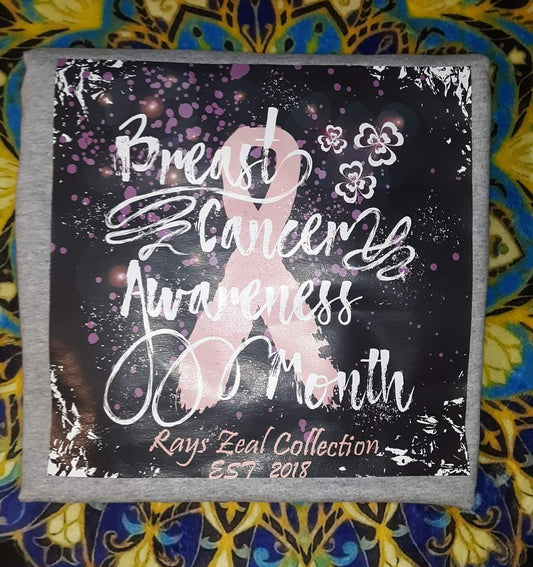 Breast
Cancer
Awareness
Month
Rays Zeal Collection
EST 2018